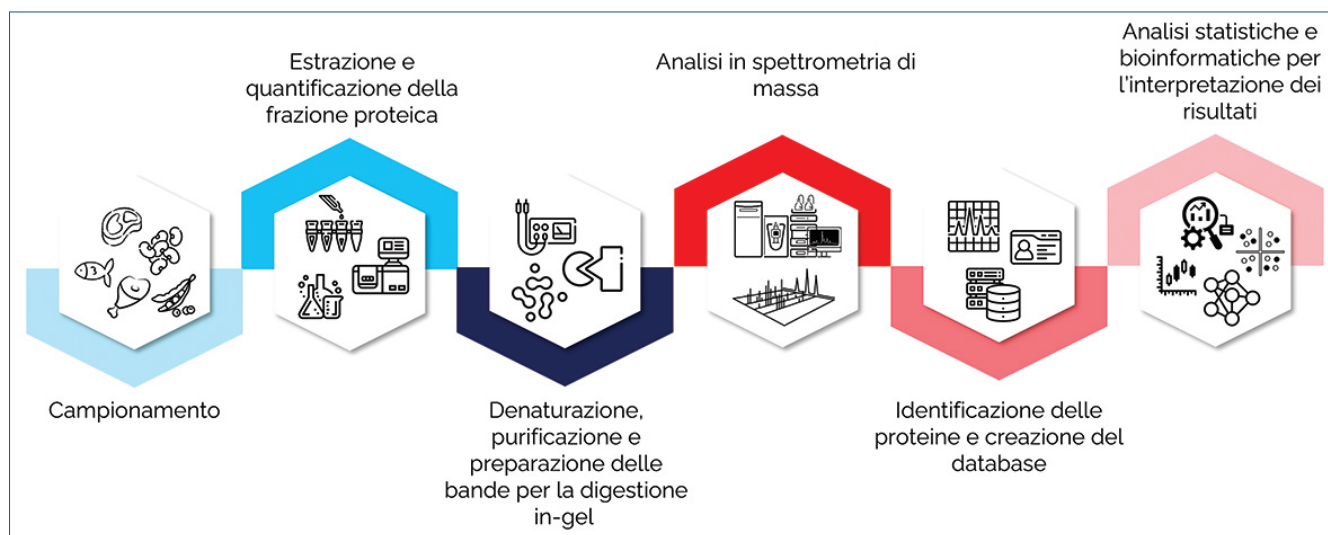 Campionamento
Estrazione e
quantificazione della
frazione proteica
Denaturazione,
purificazione e
preparazione delle
bande per la digestione
in-gel
Analisi in spettrometria di
massa
Identificazione delle
proteine e creazione del
database
Analisi statistiche e
bioinformatiche per
l'interpretazione dei
risultati